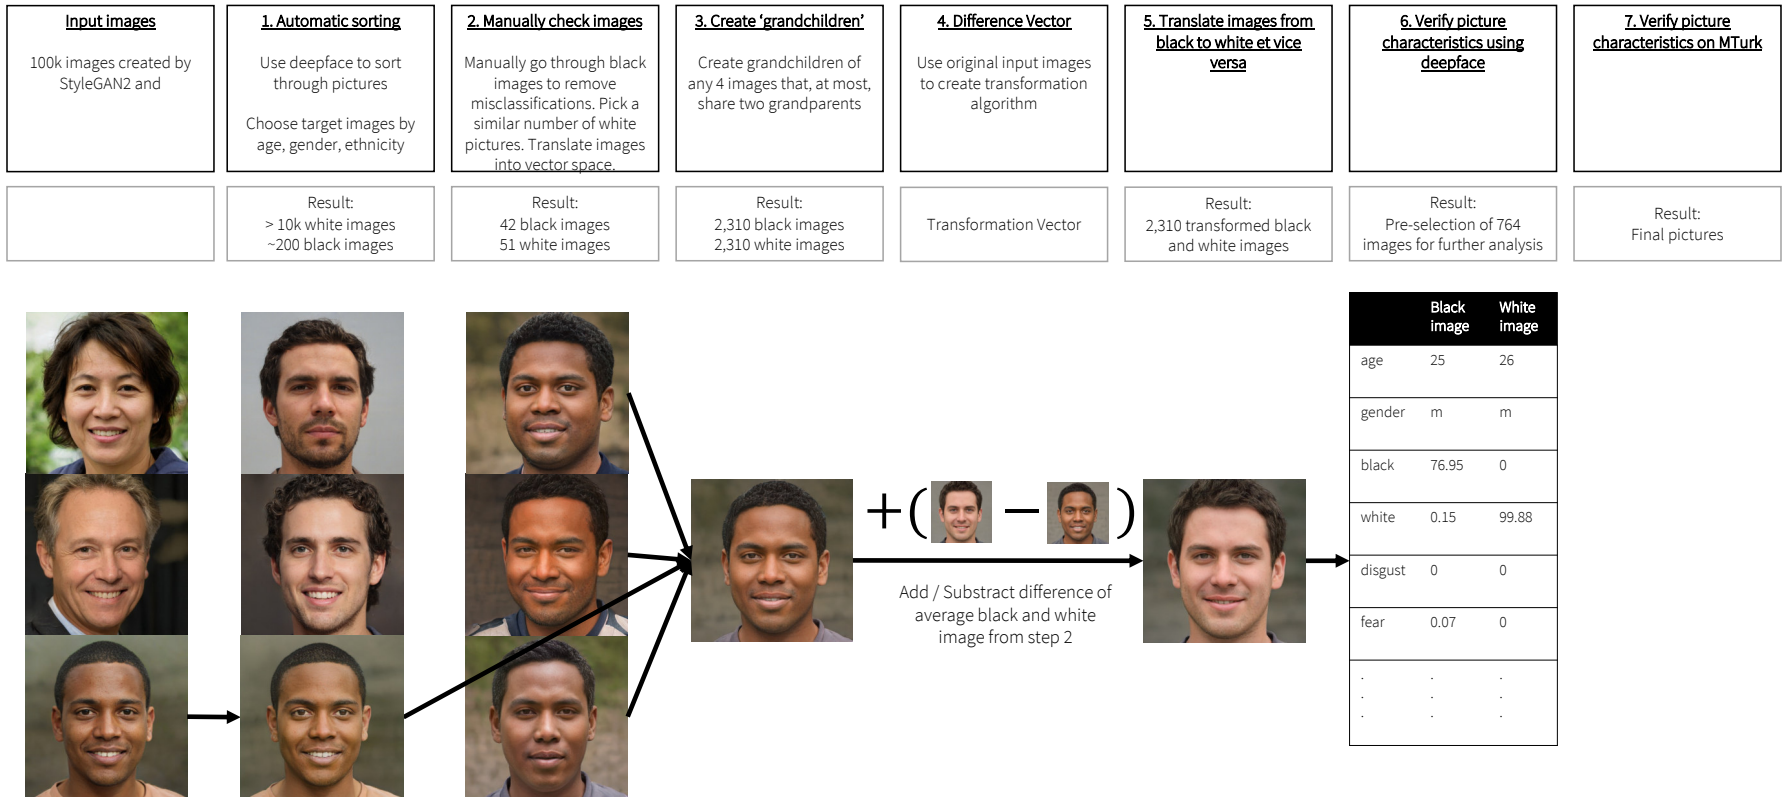 Input images
100k images created by
StyleGAN2 and
1. Automatic sorting
Use deepface to sort
through pictures
Choose target images by
age, gender, ethnicity
2. Manually check images
Manually go through black
images to remove
misclassifications. Pick a
similar number of white
pictures. Translate images
into vector space.
3. Create ‘grandchildren’
Create grandchildren of
any 4 images that, at most,
share two grandparents
4. Difference Vector
Use original input images
to create transformation
algorithm
5. Translate images from
black to white et vice
versa
6. Verify picture
characteristics using
deepface
7. Verify picture
characteristics on MTurk
Result:
> 10k white images
~200 black images
Result:
42 black images
51 white images
Result:
2,310 black images
2,310 white images
Transformation Vector
Result:
2,310 transformed black
and white images
Result:
Pre-selection of 764
images for further analysis
Result:
Final pictures
+ ( − )
Add / Substract difference of
average black and white
image from step 2
Black image White image
age 25 26
gender m m
black 76.95 0
white 0.15 99.88
disgust 0 0
fear 0.07 0
. . .
. . .
. . .